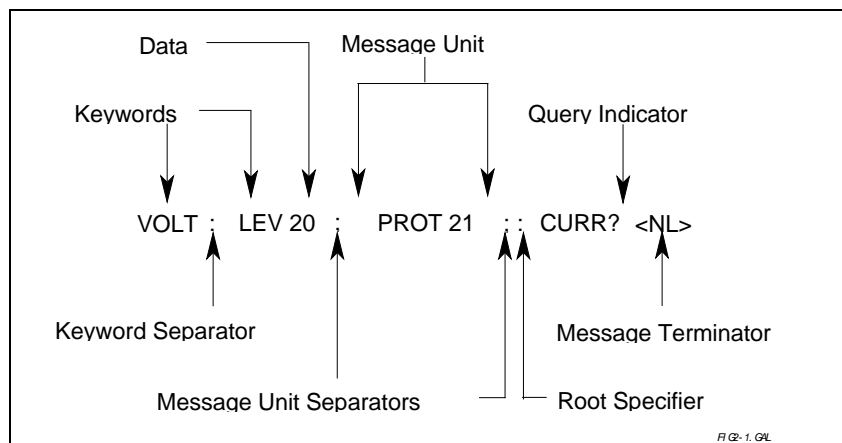 Data
Message Unit
Keywords
Query Indicator
VOLT : LEV 20 ; PROT 21 ; : CURR? <NL>
Keyword Separator
Message Terminator
Message Unit Separators
Root Specifier
FIG2-1.GAL